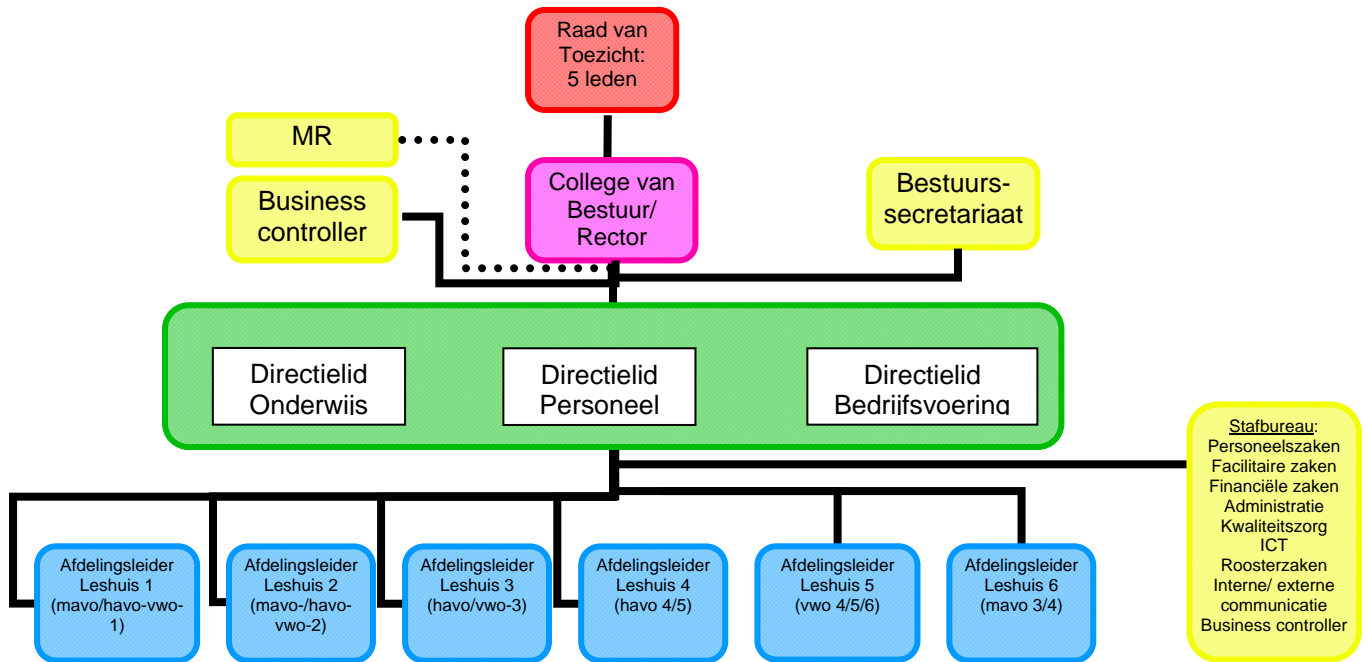 Raad van
Toezicht:
5 leden
MR
Business
controller
College van
Bestuur/
Rector
Bestuurs-
secretariaat
Directielid
Onderwijs
Directielid
Personeel
Directielid
Bedrijfsvoering
Stafbureau:
Personeelszaken
Facilitaire zaken
Financiële zaken
Administratie
Kwaliteitszorg
ICT
Roosterzaken
Interne/ externe
communicatie
Business controller
Afdelingsleider
Leshuis 1
(mavo/havo-vwo-
1)
Afdelingsleider
Leshuis 2
(mavo-/havo-
vwo-2)
Afdelingsleider
Leshuis 3
(havo/vwo-3)
Afdelingsleider
Leshuis 4
(havo 4/5)
Afdelingsleider
Leshuis 5
(vwo 4/5/6)
Afdelingsleider
Leshuis 6
(mavo 3/4)